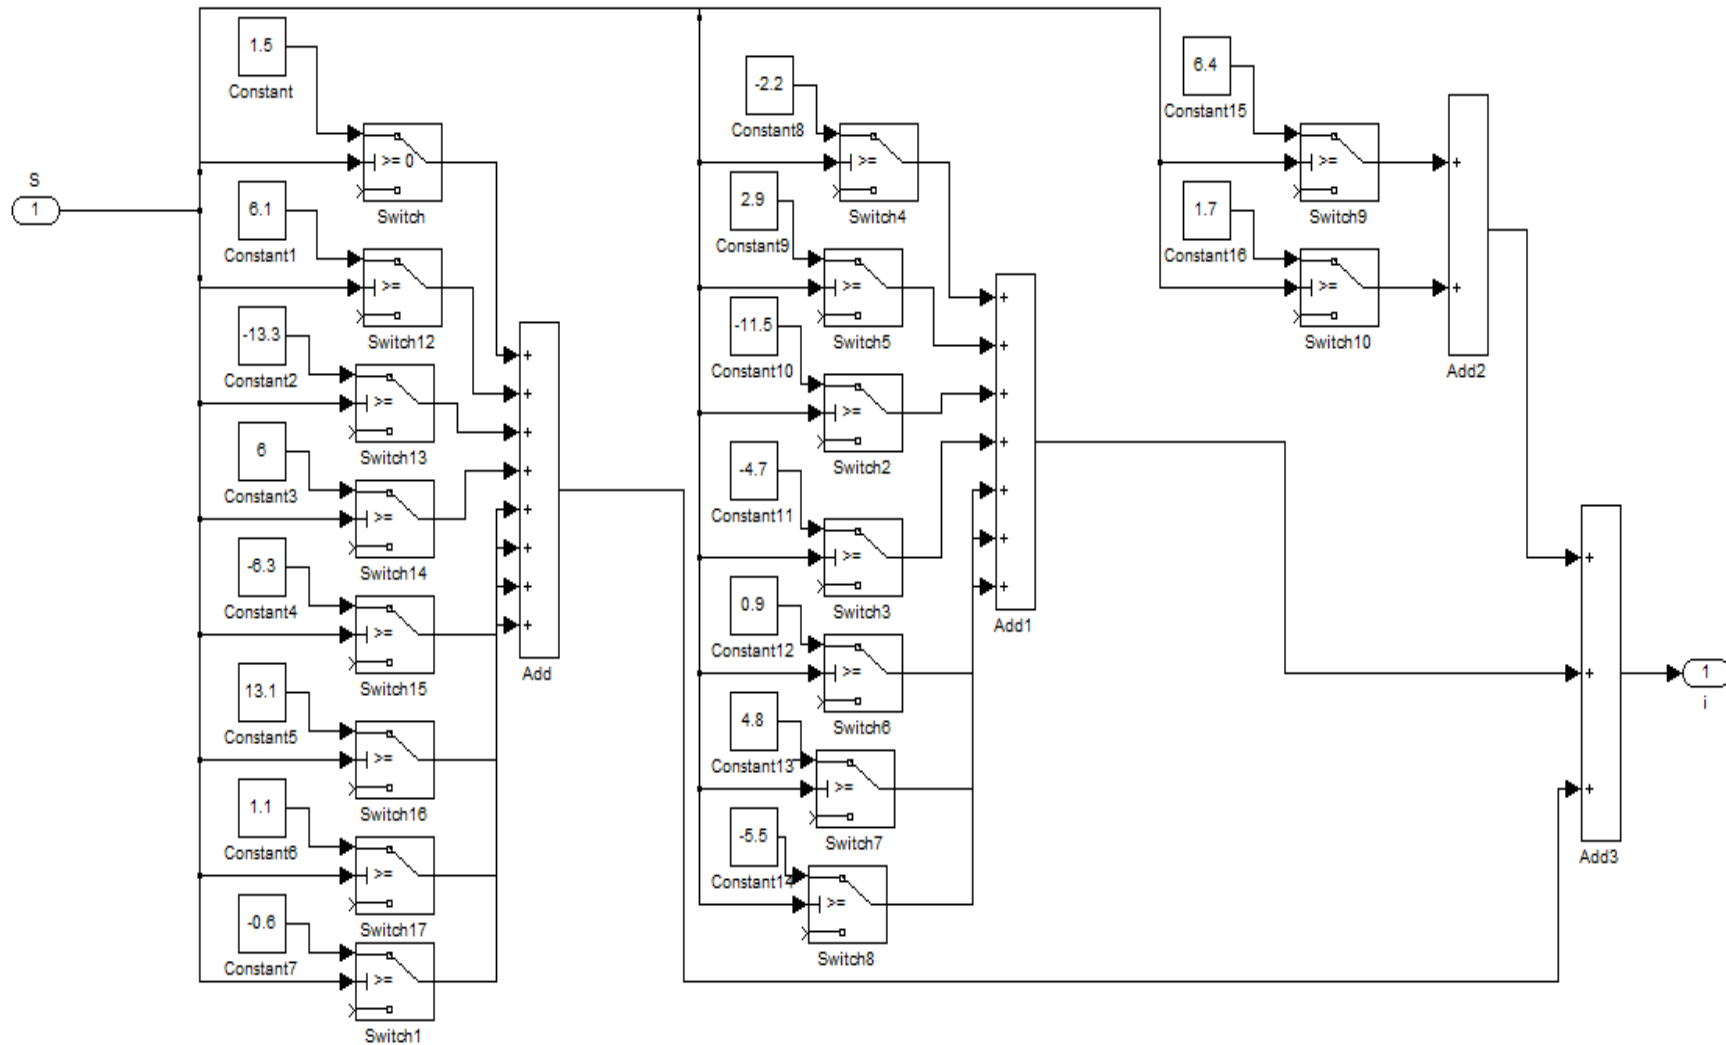 S
1
1.5
Constant
>= 0
Switch
6.1
Constant1
>=
Switch12
-13.3
Constant2
>=
Switch13
6
Constant3
>=
Switch14
-6.3
Constant4
>=
Switch15
13.1
Constant5
>=
Switch16
1.1
Constant6
>=
Switch17
-0.6
Constant7
>=
Switch1
+
+
+
+
+
+
+
+
Add
-2.2
Constant8
>=
Switch4
2.9
Constant9
>=
Switch5
-11.5
Constant10
>=
Switch2
-4.7
Constant11
>=
Switch3
0.9
Constant12
>=
Switch6
4.8
Constant13
>=
Switch7
-5.5
Constant14
>=
Switch8
+
+
+
+
+
+
+
Add1
6.4
Constant15
>=
Switch9
1.7
Constant16
>=
Switch10
+
+
Add2
+
+
+
Add3
1
i